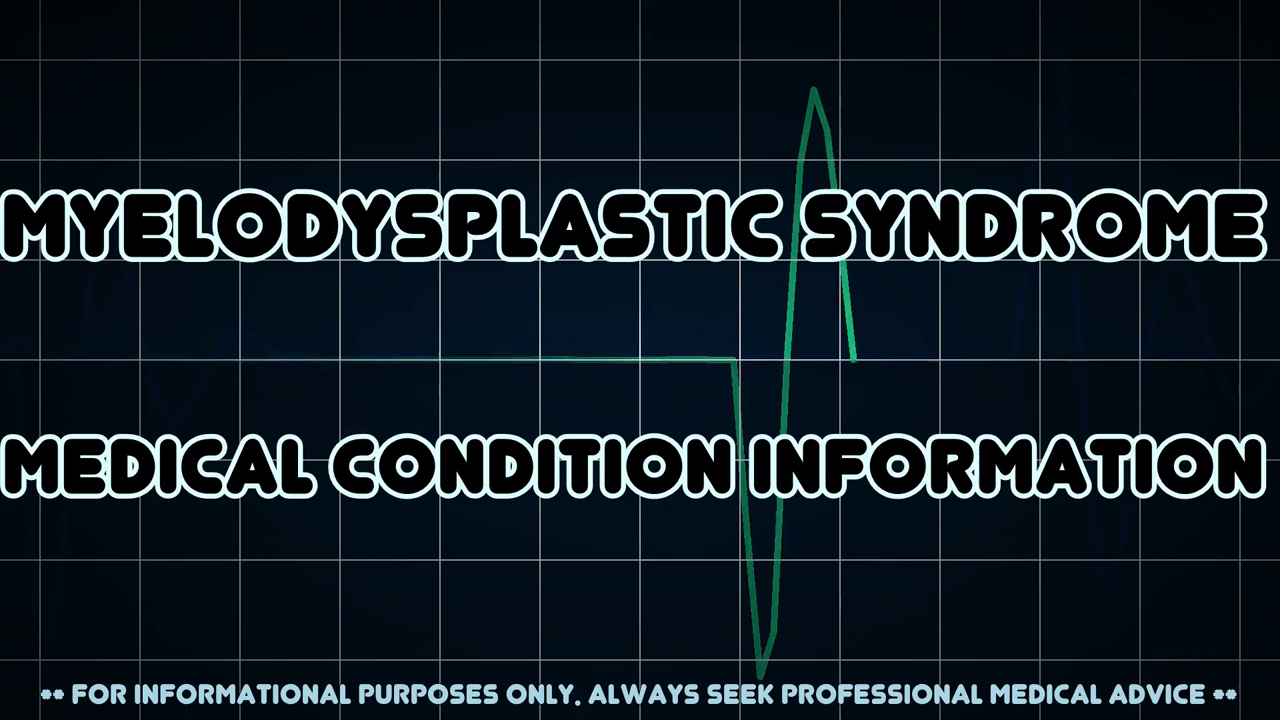 MYELODYSPLASTIC SYNDROME
MEDICAL CONDITION INFORMATION
** FOR INFORMATIONAL PURPOSES ONLY. ALWAYS SEEK PROFESSIONAL MEDICAL ADVICE **